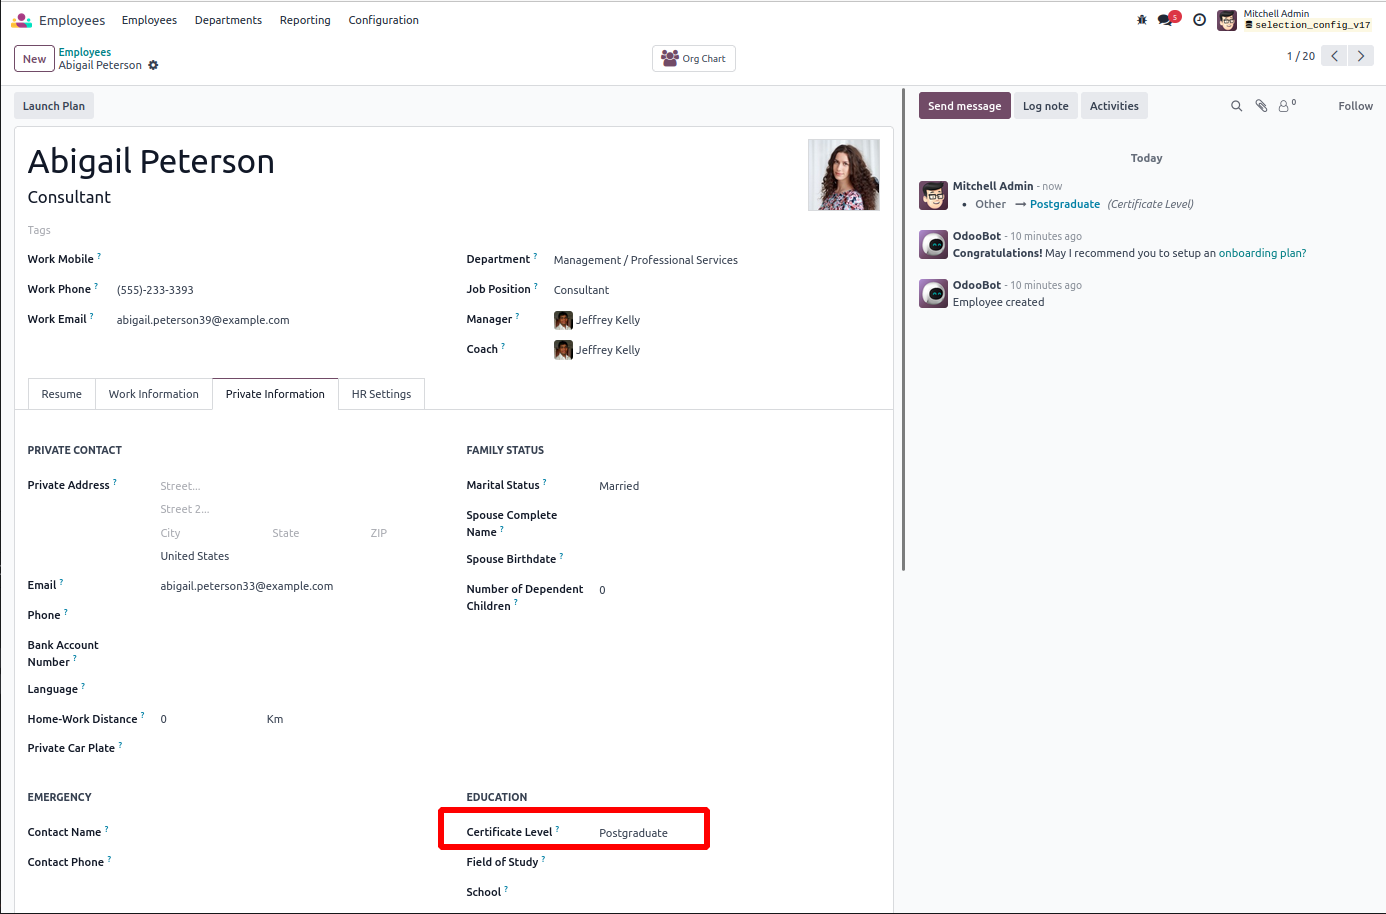 Employees Employees Departments Reporting Configuration
5 Mitchell Admin
selection_config_v17
New Employees
Abigail Peterson
Org Chart
1 / 20
Launch Plan
Send message Log note Activities 0 Follow
Abigail Peterson
Consultant
Tags
Work Mobile ?
Work Phone ? (555)-233-3393
Work Email ? abigail.peterson39@example.com
Department ? Management / Professional Services
Job Position ? Consultant
Manager ? Jeffrey Kelly
Coach ? Jeffrey Kelly
Resume Work Information Private Information HR Settings
PRIVATE CONTACT
Private Address ? Street...
Street 2...
City State ZIP
United States
Email ? abigail.peterson33@example.com
Phone ?
Bank Account
Number ?
Language ?
Home-Work Distance ? 0 Km
Private Car Plate ?
FAMILY STATUS
Marital Status ? Married
Spouse Complete
Name ?
Spouse Birthdate ?
Number of Dependent 0
Children ?
EMERGENCY
Contact Name ?
Contact Phone ?
EDUCATION
Certificate Level ? Postgraduate
Field of Study ?
School ?
Today
Mitchell Admin - now
• Other → Postgraduate (Certificate Level)
OdooBot - 10 minutes ago
Congratulations! May I recommend you to setup an onboarding plan?
OdooBot - 10 minutes ago
Employee created